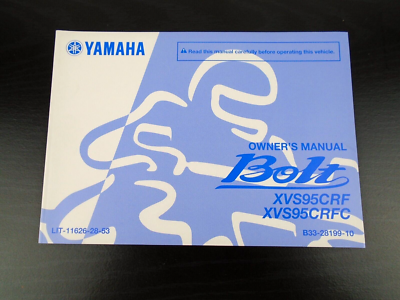 YAMAHA
⚠ Read this manual carefully before operating this vehicle.
OWNER'S MANUAL
Bolt
XVS95CRF
XVS95CRFC
LIT-11626-28-53
B33-28199-10